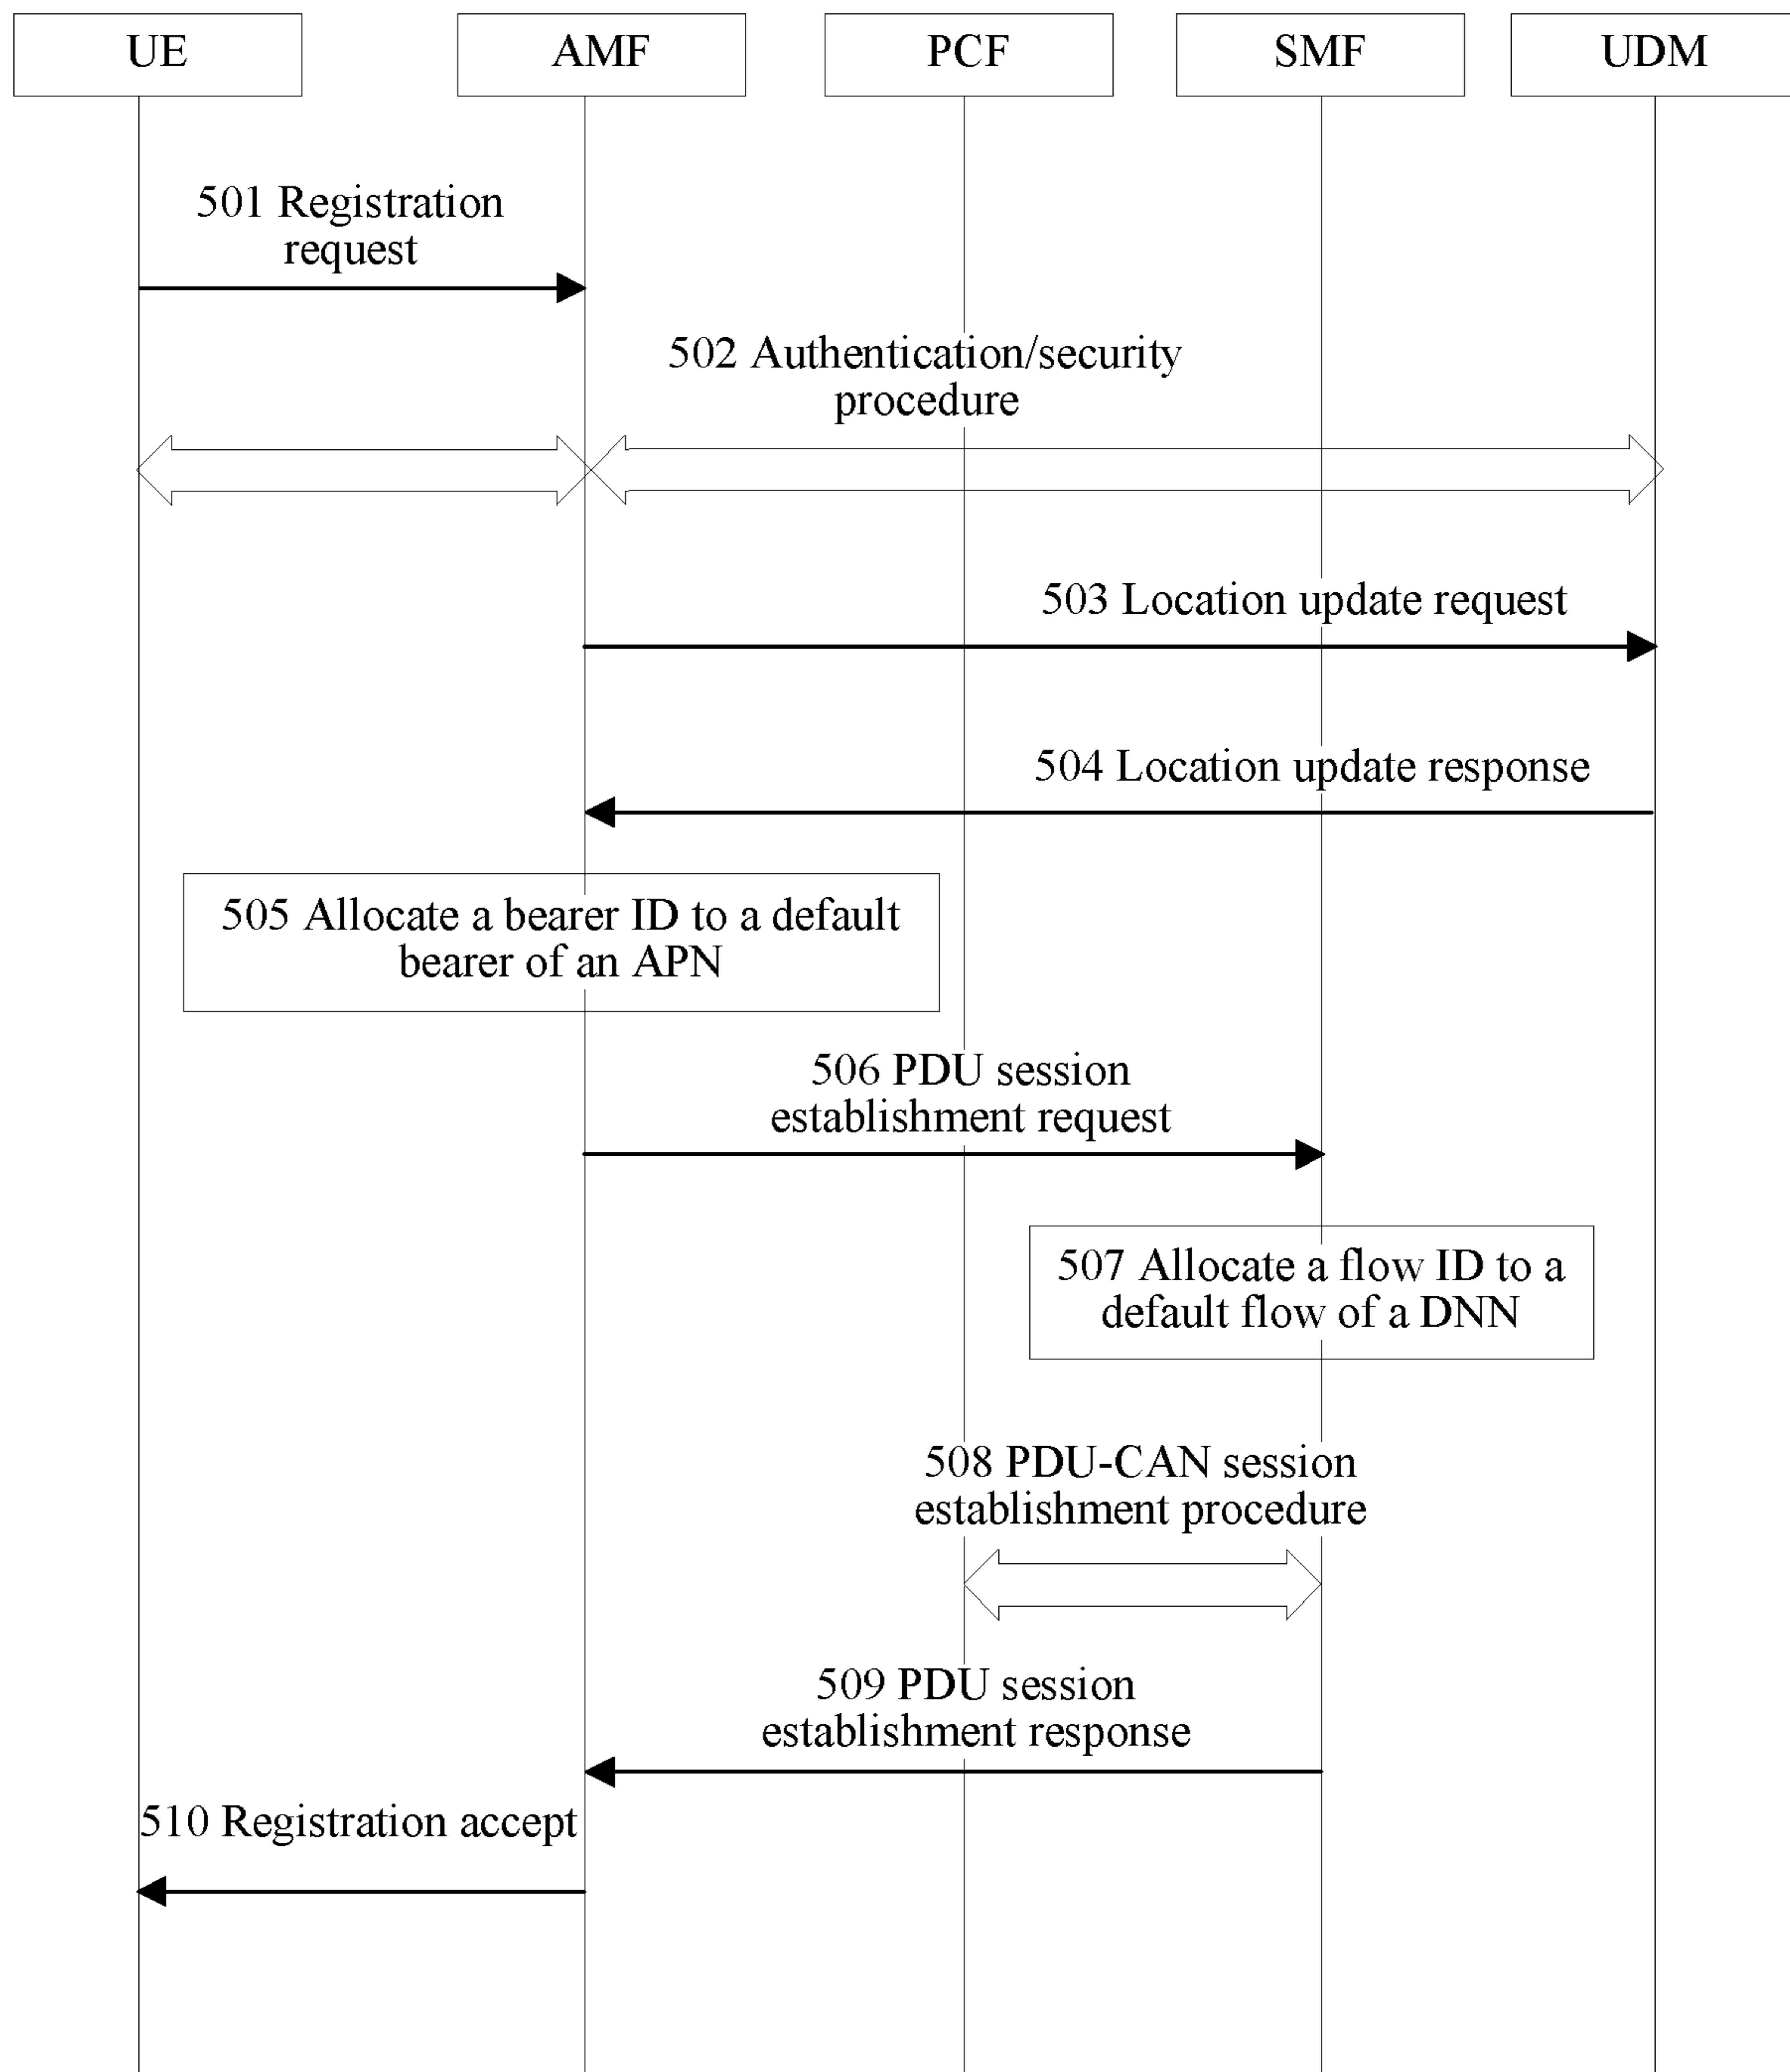 UE
AMF
PCF
SMF
UDM
501 Registration
request
502 Authentication/security
procedure
503 Location update request
504 Location update response
505 Allocate a bearer ID to a default
bearer of an APN
506 PDU session
establishment request
507 Allocate a flow ID to a
default flow of a DNN
508 PDU-CAN session
establishment procedure
509 PDU session
establishment response
510 Registration accept